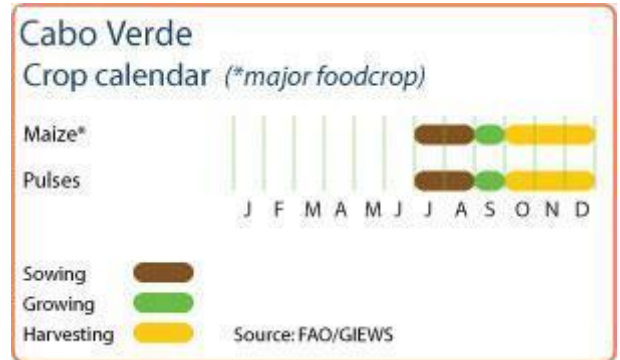 Cabo Verde
Crop calendar (*major foodcrop)
Maize*
Pulses
J F M A M J J A S O N D
Sowing
Growing
Harvesting Source: FAO/GIEWS